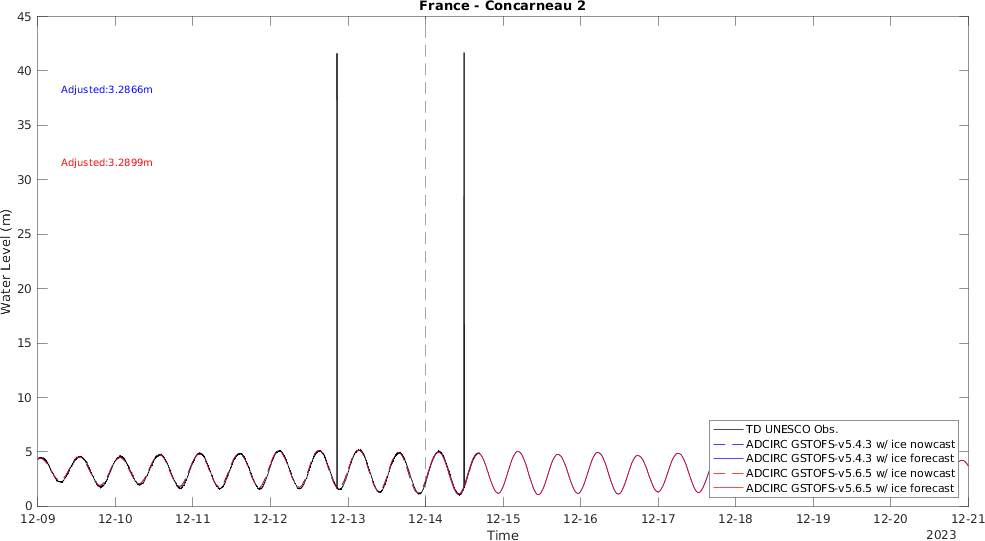 France - Concarneau 2
45
40
35
30
25
20
15
10
5
0
Water Level (m)
Adjusted:3.2866m
Adjusted:3.2899m
TD UNESCO Obs.
ADCIRC GSTOFS-v5.4.3 w/ ice nowcast
ADCIRC GSTOFS-v5.4.3 w/ ice forecast
ADCIRC GSTOFS-v5.6.5 w/ ice nowcast
ADCIRC GSTOFS-v5.6.5 w/ ice forecast
12-09 12-10 12-11 12-12 12-13 12-14 12-15 12-16 12-17 12-18 12-19 12-20 12-21
Time
2023